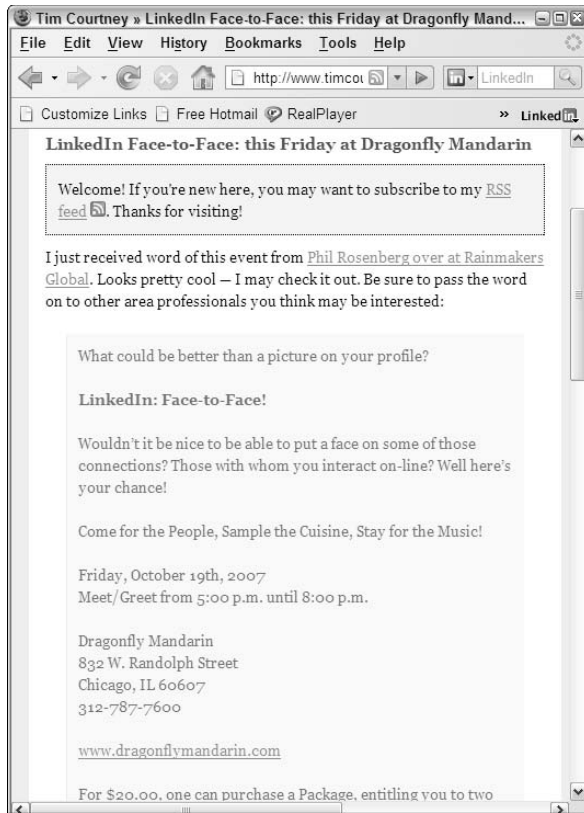 Tim Courtney » LinkedIn Face-to-Face: this Friday at Dragonfly Mand...
File Edit View History Bookmarks Tools Help
http://www.timcou
LinkedIn
Customize Links Free Hotmail RealPlayer » Linked in
LinkedIn Face-to-Face: this Friday at Dragonfly Mandarin
Welcome! If you're new here, you may want to subscribe to my RSS
feed. Thanks for visiting!
I just received word of this event from Phil Rosenberg over at Rainmakers
Global. Looks pretty cool — I may check it out. Be sure to pass the word
on to other area professionals you think may be interested:
What could be better than a picture on your profile?
LinkedIn: Face-to-Face!
Wouldn't it be nice to be able to put a face on some of those
connections? Those with whom you interact on-line? Well here's
your chance!
Come for the People, Sample the Cuisine, Stay for the Music!
Friday, October 19th, 2007
Meet/Greet from 5:00 p.m. until 8:00 p.m.
Dragonfly Mandarin
832 W. Randolph Street
Chicago, IL 60607
312-787-7600
www.dragonflymandarin.com
For $20.00, one can purchase a Package, entitling you to two